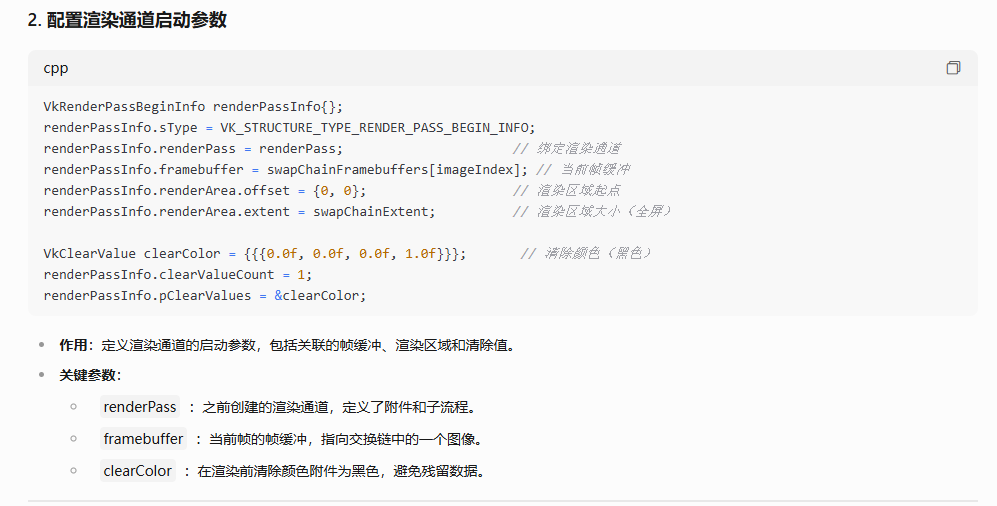 2. 配置渲染通道启动参数
cpp
VkRenderPassBeginInfo renderPassInfo{};
renderPassInfo.sType = VK_STRUCTURE_TYPE_RENDER_PASS_BEGIN_INFO;
renderPassInfo.renderPass = renderPass; // 绑定渲染通道
renderPassInfo.framebuffer = swapChainFramebuffers[imageIndex]; // 当前帧缓冲
renderPassInfo.renderArea.offset = {0, 0}; // 渲染区域起点
renderPassInfo.renderArea.extent = swapChainExtent; // 渲染区域大小（全屏）
VkClearValue clearColor = {{{0.0f, 0.0f, 0.0f, 1.0f}}}; // 清除颜色（黑色）
renderPassInfo.clearValueCount = 1;
renderPassInfo.pClearValues = &clearColor;
作用：定义渲染通道的启动参数，包括关联的帧缓冲、渲染区域和清除值。
关键参数：
renderPass ：之前创建的渲染通道，定义了附件和子流程。
framebuffer ：当前帧的帧缓冲，指向交换链中的一个图像。
clearColor ：在渲染前清除颜色附件为黑色，避免残留数据。